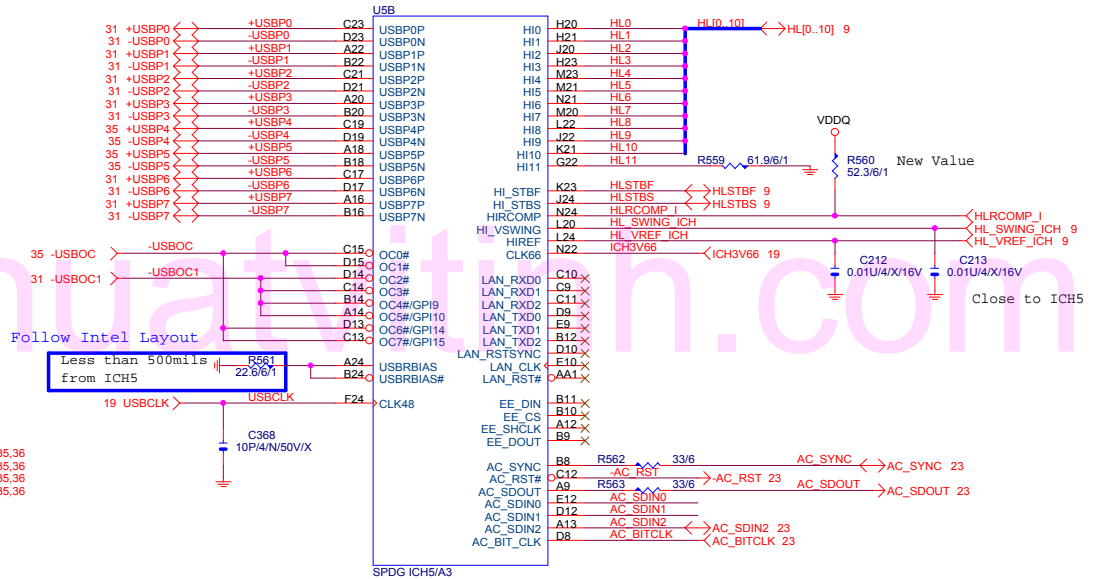 U5B
31 +USBP0 +USBP0 C23 USBP0P HI0 H20 HL0 HL[0..10] HL[0..10] 9
31 -USBP0 -USBP0 D23 USBP0N HI1 H21 HL1
31 +USBP1 +USBP1 A22 USBP1P HI2 J20 HL2
31 -USBP1 -USBP1 B22 USBP1N HI3 H23 HL3
31 +USBP2 +USBP2 C21 USBP2P HI4 M23 HL4
31 -USBP2 -USBP2 D21 USBP2N HI5 M21 HL5
31 +USBP3 +USBP3 A20 USBP3P HI6 N21 HL6
31 -USBP3 -USBP3 B20 USBP3N HI7 M20 HL7
35 +USBP4 +USBP4 C19 USBP4P HI8 L22 HL8
35 -USBP4 -USBP4 D19 USBP4N HI9 J22 HL9
35 +USBP5 +USBP5 A18 USBP5P HI10 K21 HL10
35 -USBP5 -USBP5 B18 USBP5N HI11 G22 HL11 R559 61.9/6/1
VDDQ
R560 New Value
52.3/6/1
31 +USBP6 +USBP6 C17 USBP6P
31 -USBP6 -USBP6 D17 USBP6N HI_STBF K23 HLSTBF HLSTBF 9
31 +USBP7 +USBP7 A16 USBP7P HI_STBS J24 HLSTBS HLSTBS 9
31 -USBP7 -USBP7 B16 USBP7N HIRCOMP N24 HLRCOMP_I HLRCOMP_I
HI_VSWING L20 HL_SWING_ICH HL_SWING_ICH 9
HIREF L24 HL_VREF_ICH HL_VREF_ICH 9
35 -USBOC -USBOC C15 OC0# CLK66 N22 ICH3V66 ICH3V66 19
D15 OC1#
31 -USBOC1 -USBOC1 D14 OC2# LAN_RXD0 C10
C14 OC3# LAN_RXD1 C9
B14 OC4#/GPI9 LAN_RXD2 C11
A14 OC5#/GPI10 LAN_TXD0 D9
D13 OC6#/GPI14 LAN_TXD1 E9
C13 OC7#/GPI15 LAN_TXD2 B12
LAN_RSTSYNC D10
C212
0.01U/4/X/16V
C213
0.01U/4/X/16V
Close to ICH5
huatvitinh.com
Follow Intel Layout
Less than 500mils
from ICH5
R561
22.6/6/1
A24 USBRBIAS LAN_CLK E10
B24 USBRBIAS# LAN_RST# AA1
19 USBCLK USBCLK F24 CLK48 EE_DIN B11
EE_CS B10
EE_SHCLK A12
EE_DOUT B9
C368
10P/4/N/50V/X
35,36
35,36
35,36
35,36
AC_SYNC B8 R562 33/6 AC_SYNC AC_SYNC 23
AC_RST# C12 -AC_RST -AC_RST 23
AC_SDOUT A9 R563 33/6 AC_SDOUT AC_SDOUT 23
AC_SDIN0 E12 AC_SDIN0
AC_SDIN1 D12 AC_SDIN1
AC_SDIN2 A13 AC_SDIN2 AC_SDIN2 23
AC_BIT_CLK D8 AC_BITCLK AC_BITCLK 23
SPDG ICH5/A3